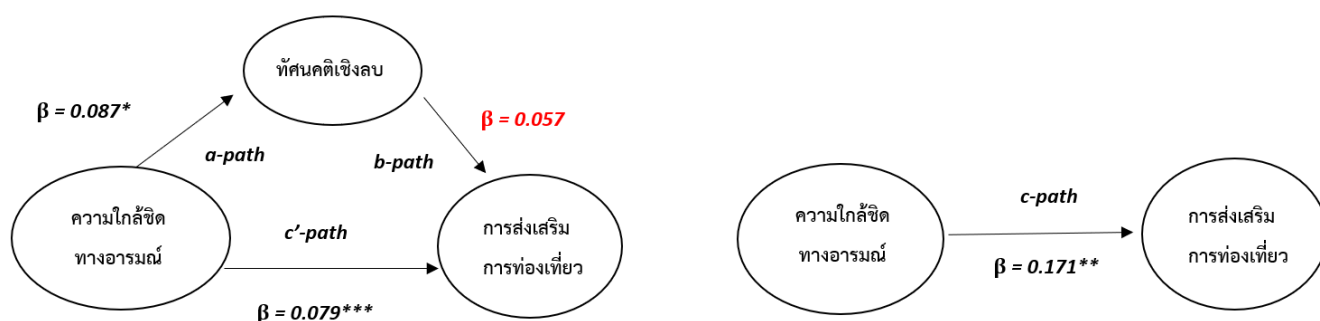 ทัศนคติเชิงลบ
β = 0.087*
β = 0.057
a-path
b-path
ความใกล้ชิด
ทางอารมณ์
c’-path
การส่งเสริม
การท่องเที่ยว
β = 0.079***
ความใกล้ชิด
ทางอารมณ์
c-path
β = 0.171**
การส่งเสริม
การท่องเที่ยว